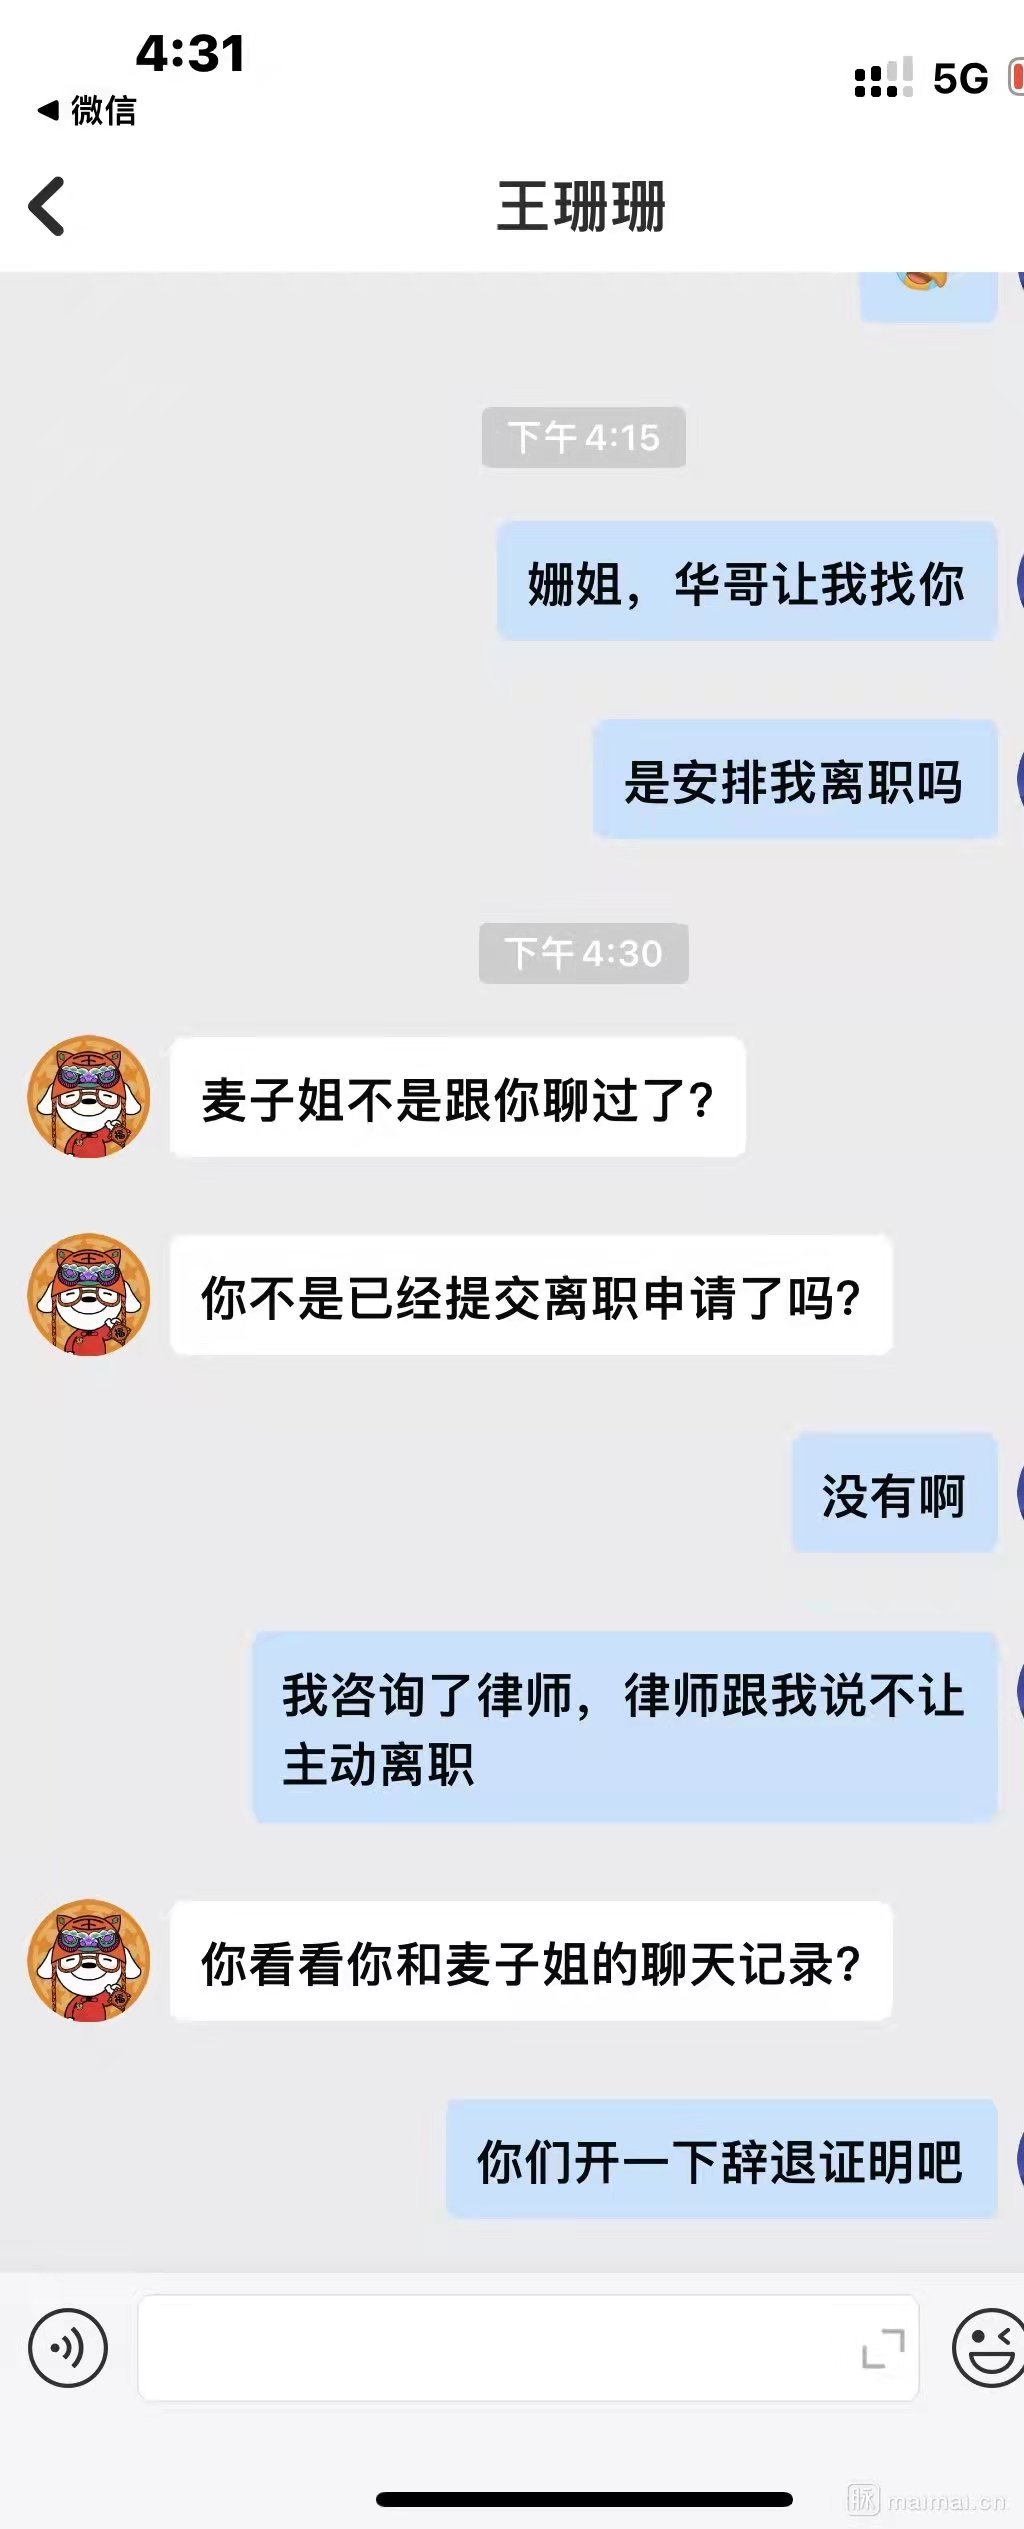 4:31
微信
5G
王珊珊
下午 4:15
姗姐，华哥让我找你
是安排我离职吗
下午 4:30
麦子姐不是跟你聊过了？
你不是已经提交离职申请了吗？
没有啊
我咨询了律师，律师跟我说不让
主动离职
你看看你和麦子姐的聊天记录？
你们开一下辞退证明吧
脉 maimai.cn